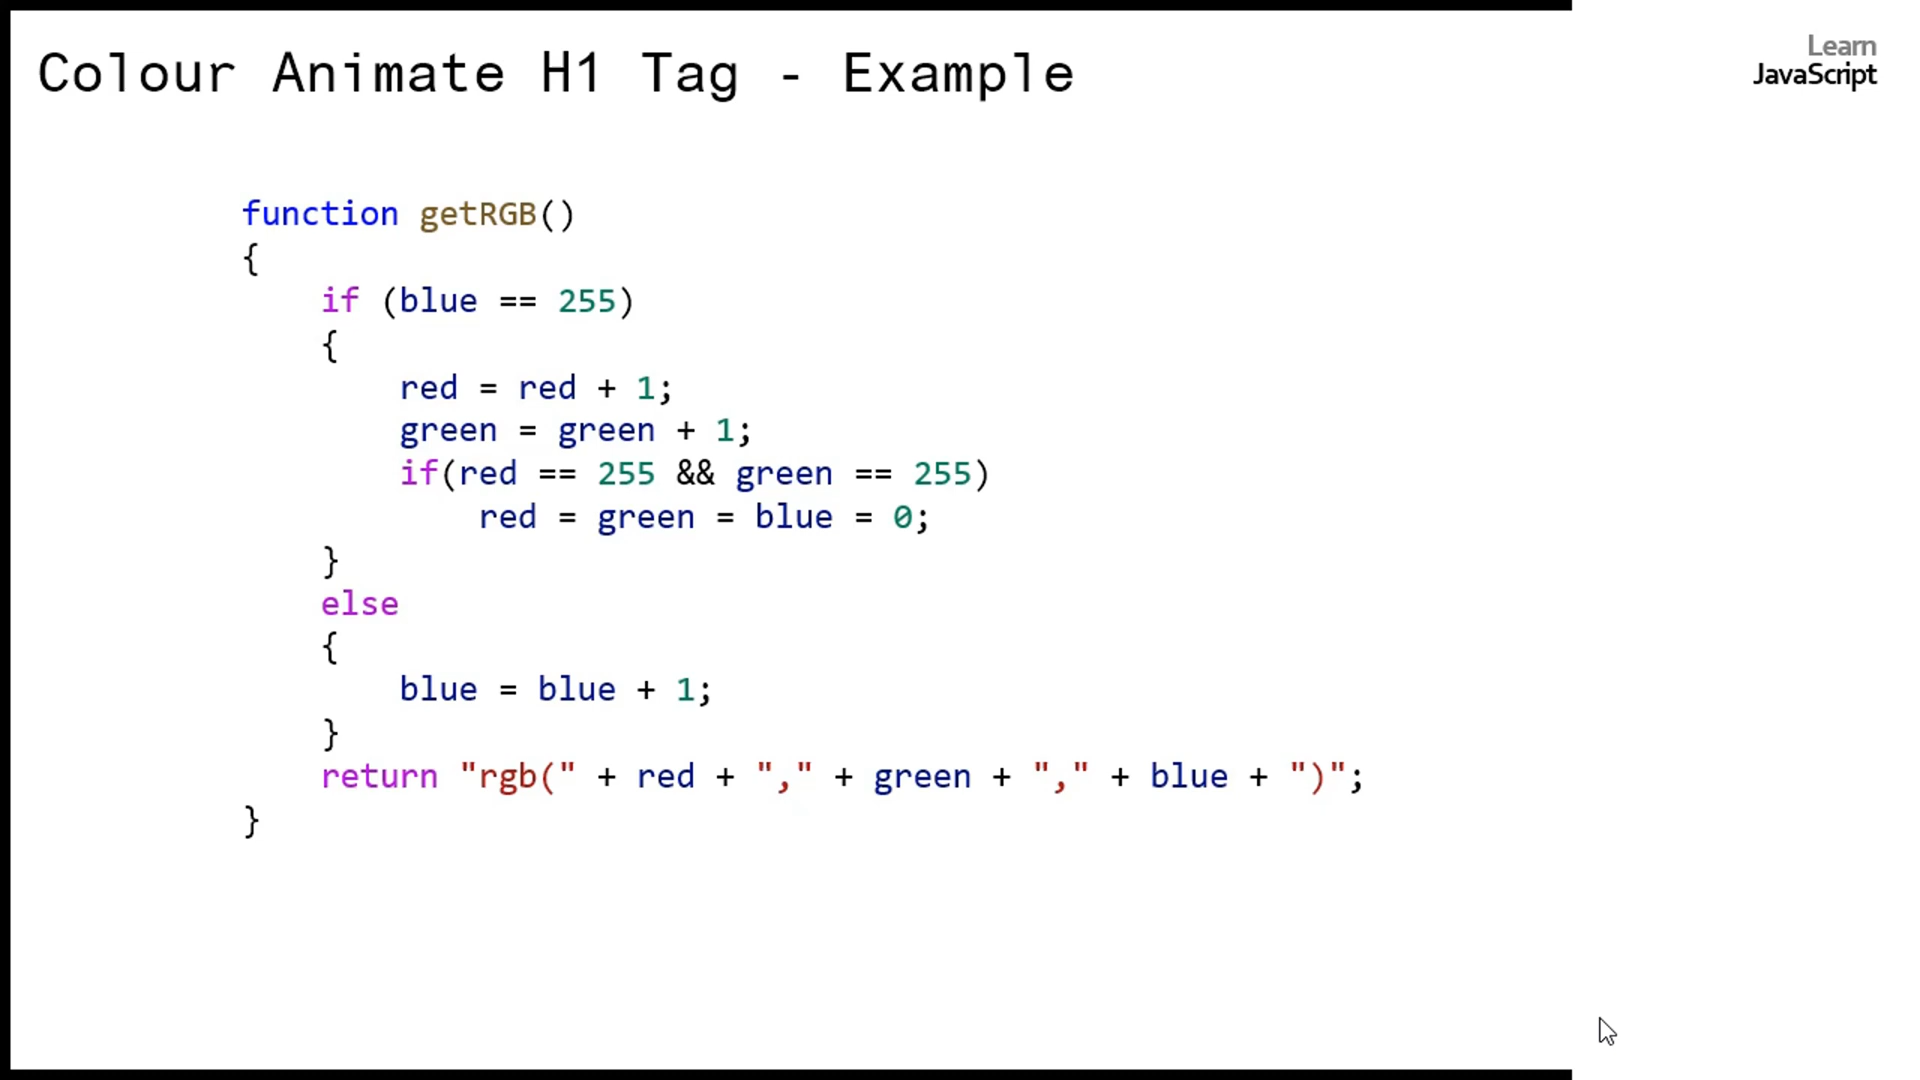 Colour Animate H1 Tag - Example
Learn
JavaScript
function getRGB()
{
    if (blue == 255)
    {
        red = red + 1;
        green = green + 1;
        if(red == 255 && green == 255)
            red = green = blue = 0;
    }
    else
    {
        blue = blue + 1;
    }
    return "rgb(" + red + "," + green + "," + blue + ")";
}